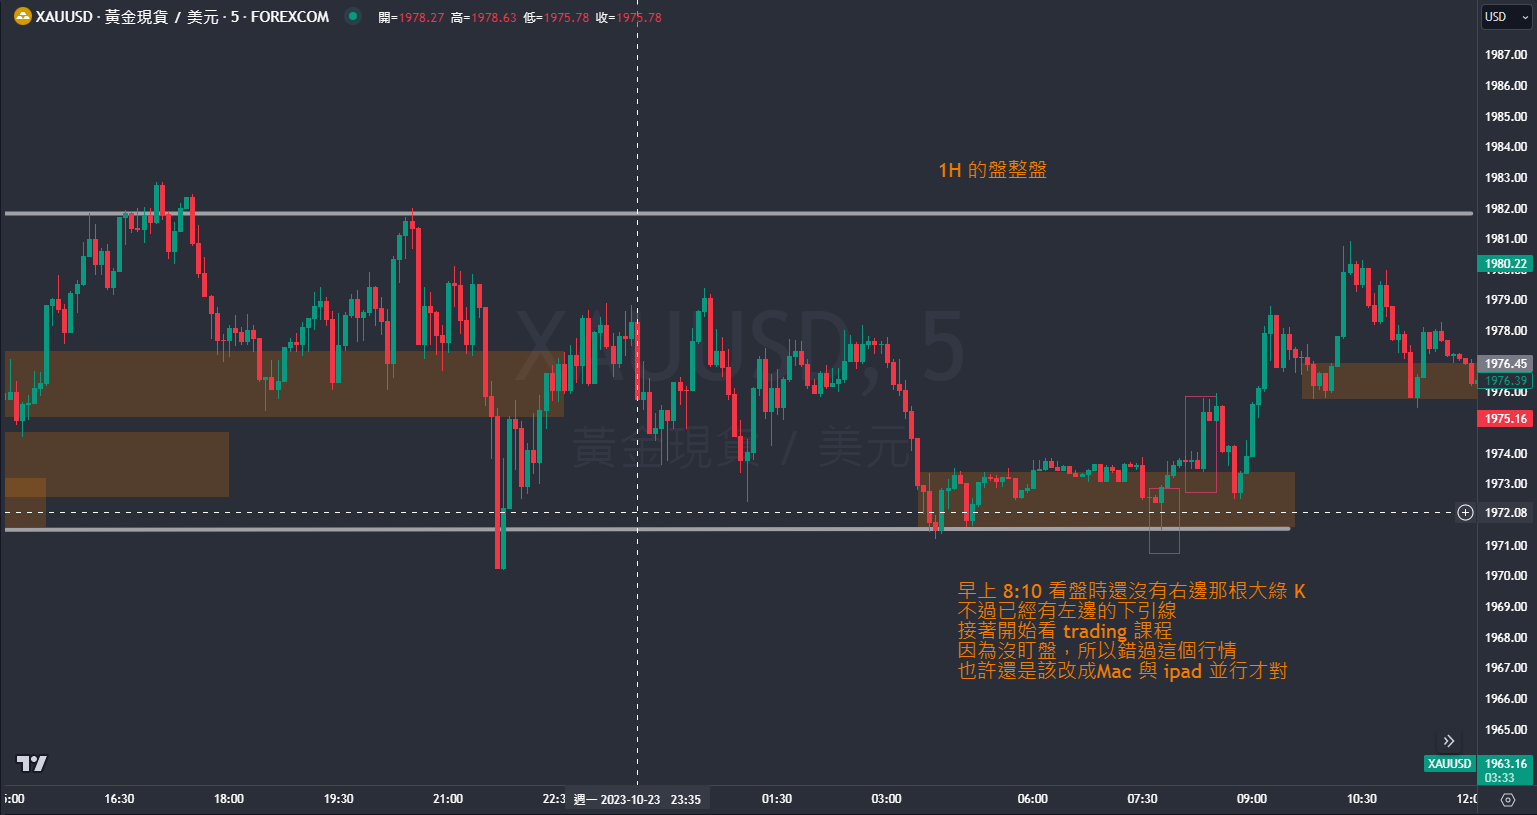 XAUUSD · 黃金現貨 / 美元 · 5 · FOREXCOM 開=1978.27 高=1978.63 低=1975.78 收=1975.78
USD
1987.00
1986.00
1985.00
1984.00
1H 的盤整盤
1983.00
1982.00
1981.00
1980.22
1979.00
1978.00
XAUUSD, 5
1976.45
1976.39
1976.00
1975.16
黃金現貨 / 美元
1974.00
1973.00
1972.08
1971.00
1970.00
早上 8:10 看盤時還沒有右邊那根大綠 K
1969.00
不過已經有左邊的下引線
1968.00
接著開始看 trading 課程
因為沒盯盤，所以錯過這個行情
1967.00
也許還是該改成Mac 與 ipad 並行才對
1966.00
1965.00
XAUUSD 1963.16
03:33
16:30 18:00 19:30 21:00 22:3 週一 2023-10-23 23:35 01:30 03:00 06:00 07:30 09:00 10:30 12:0